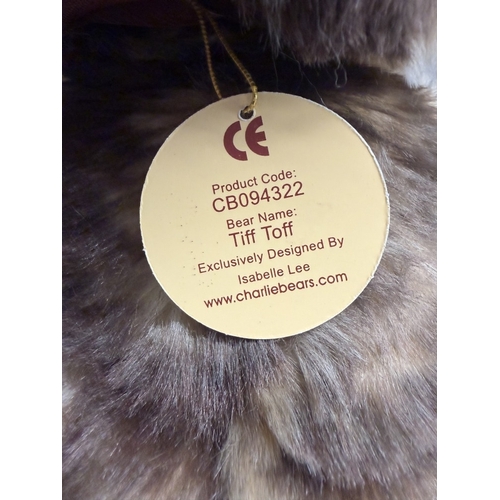 CE
Product Code:
CB094322
Bear Name:
Tiff Toff
Exclusively Designed By
Isabelle Lee
www.charliebears.com